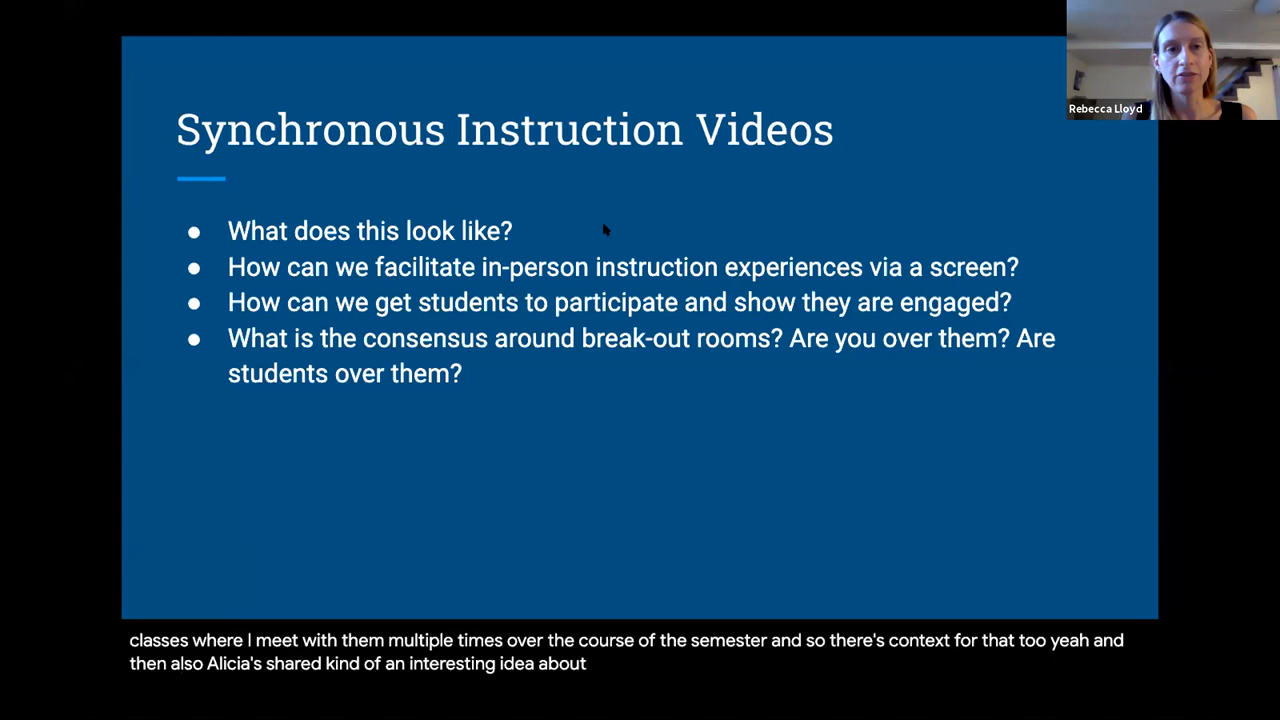 Rebecca Lloyd
Synchronous Instruction Videos
● What does this look like?
● How can we facilitate in-person instruction experiences via a screen?
● How can we get students to participate and show they are engaged?
● What is the consensus around break-out rooms? Are you over them? Are
students over them?
classes where I meet with them multiple times over the course of the semester and so there's context for that too yeah and
then also Alicia's shared kind of an interesting idea about